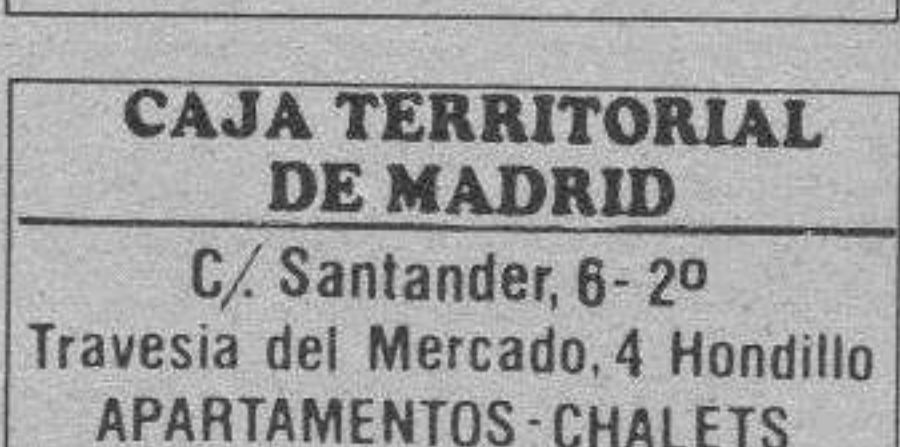 CAJA TERRITORIAL
DE MADRID
C/. Santander, 6- 2º
Travesia del Mercado, 4 Hondillo
APARTAMENTOS - CHALETS